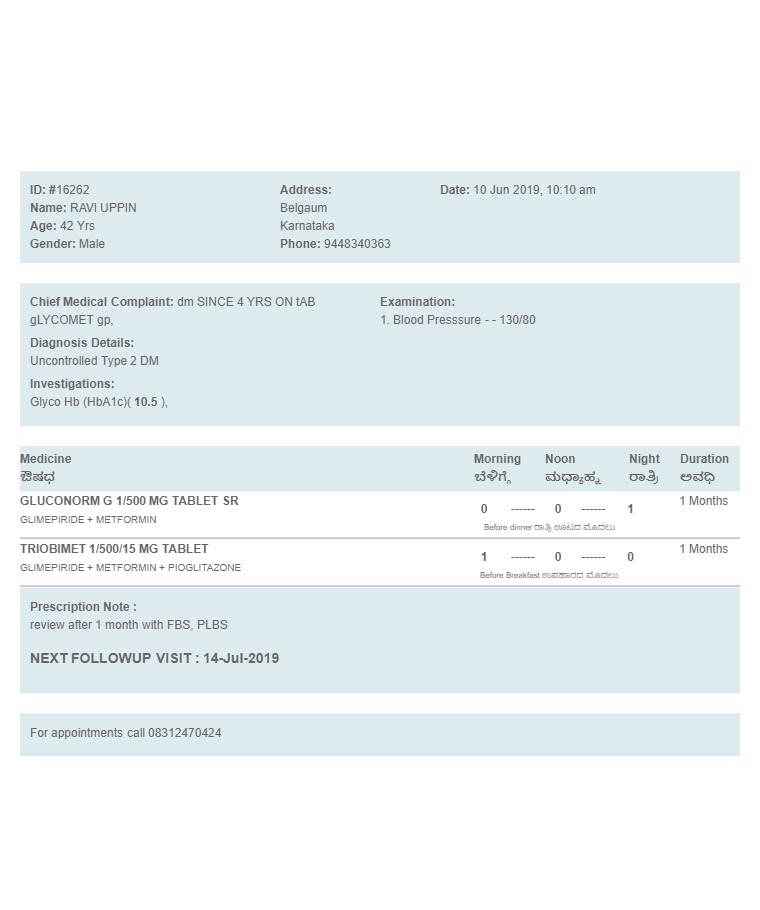 ID: #16262
Name: RAVI UPPIN
Age: 42 Yrs
Gender: Male
Address:
Belgaum
Karnataka
Phone: 9448340363
Date: 10 Jun 2019, 10:10 am
Chief Medical Complaint: dm SINCE 4 YRS ON tAB
gLYCOMET gp,
Diagnosis Details:
Uncontrolled Type 2 DM
Investigations:
Glyco Hb (HbA1c)( 10.5 ),
Examination:
1. Blood Presssure - - 130/80
Medicine Morning Noon Night Duration
ಔಷಧ ಬೆಳಿಗ್ಗೆ ಮಧ್ಯಾಹ್ನ ರಾತ್ರಿ ಅವಧಿ
GLUCONORM G 1/500 MG TABLET SR 0 ------ 0 ------ 1 1 Months
GLIMEPIRIDE + METFORMIN
Before dinner ರಾತ್ರಿ ಊಟದ ಮೊದಲು
TRIOBIMET 1/500/15 MG TABLET 1 ------ 0 ------ 0 1 Months
GLIMEPIRIDE + METFORMIN + PIOGLITAZONE
Before Breakfast ಉಪಹಾರದ ಮೊದಲು
Prescription Note :
review after 1 month with FBS, PLBS
NEXT FOLLOWUP VISIT : 14-Jul-2019
For appointments call 08312470424